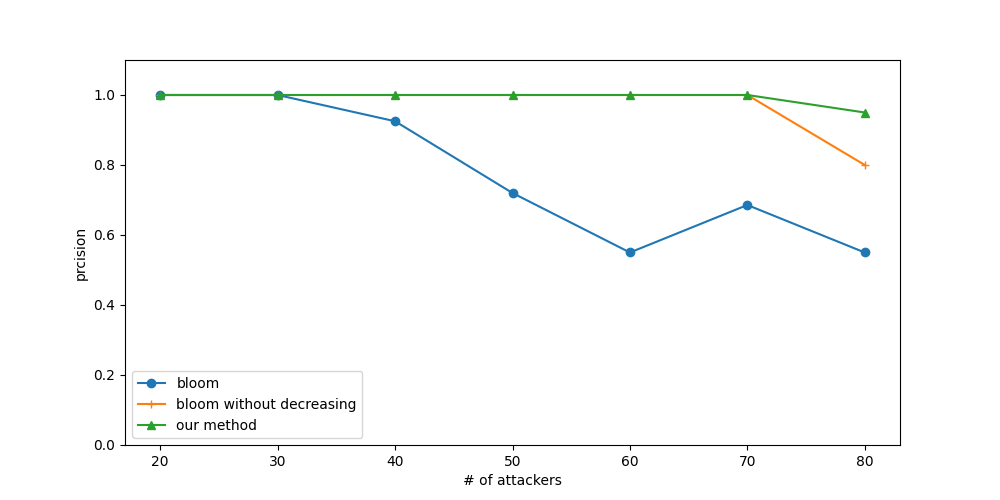 1.0
0.8
0.6
0.4
0.2
0.0
prcision
bloom
bloom without decreasing
our method
20 30 40 50 60 70 80
# of attackers